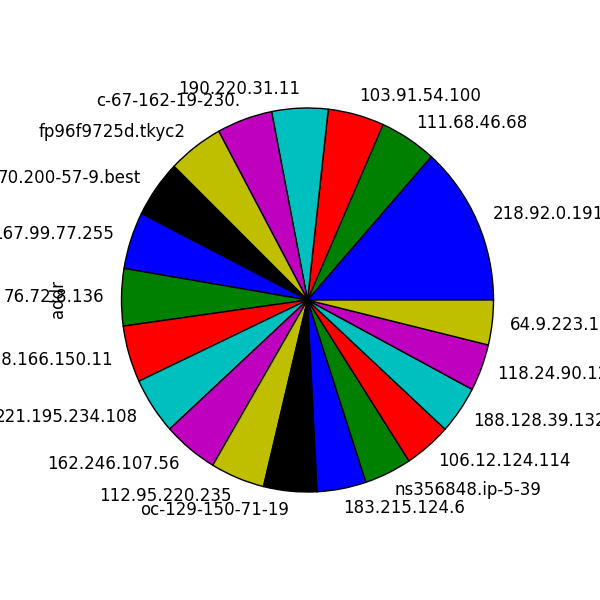 190.220.31.11
103.91.54.100
c-67-162-19-230.
111.68.46.68
fp96f9725d.tkyc2
70.200-57-9.best
218.92.0.191
167.99.77.255
addr
64.9.223.1
8.166.150.11
118.24.90.1
221.195.234.108
188.128.39.132
162.246.107.56
106.12.124.114
112.95.220.235
ns356848.ip-5-39
oc-129-150-71-19
183.215.124.6